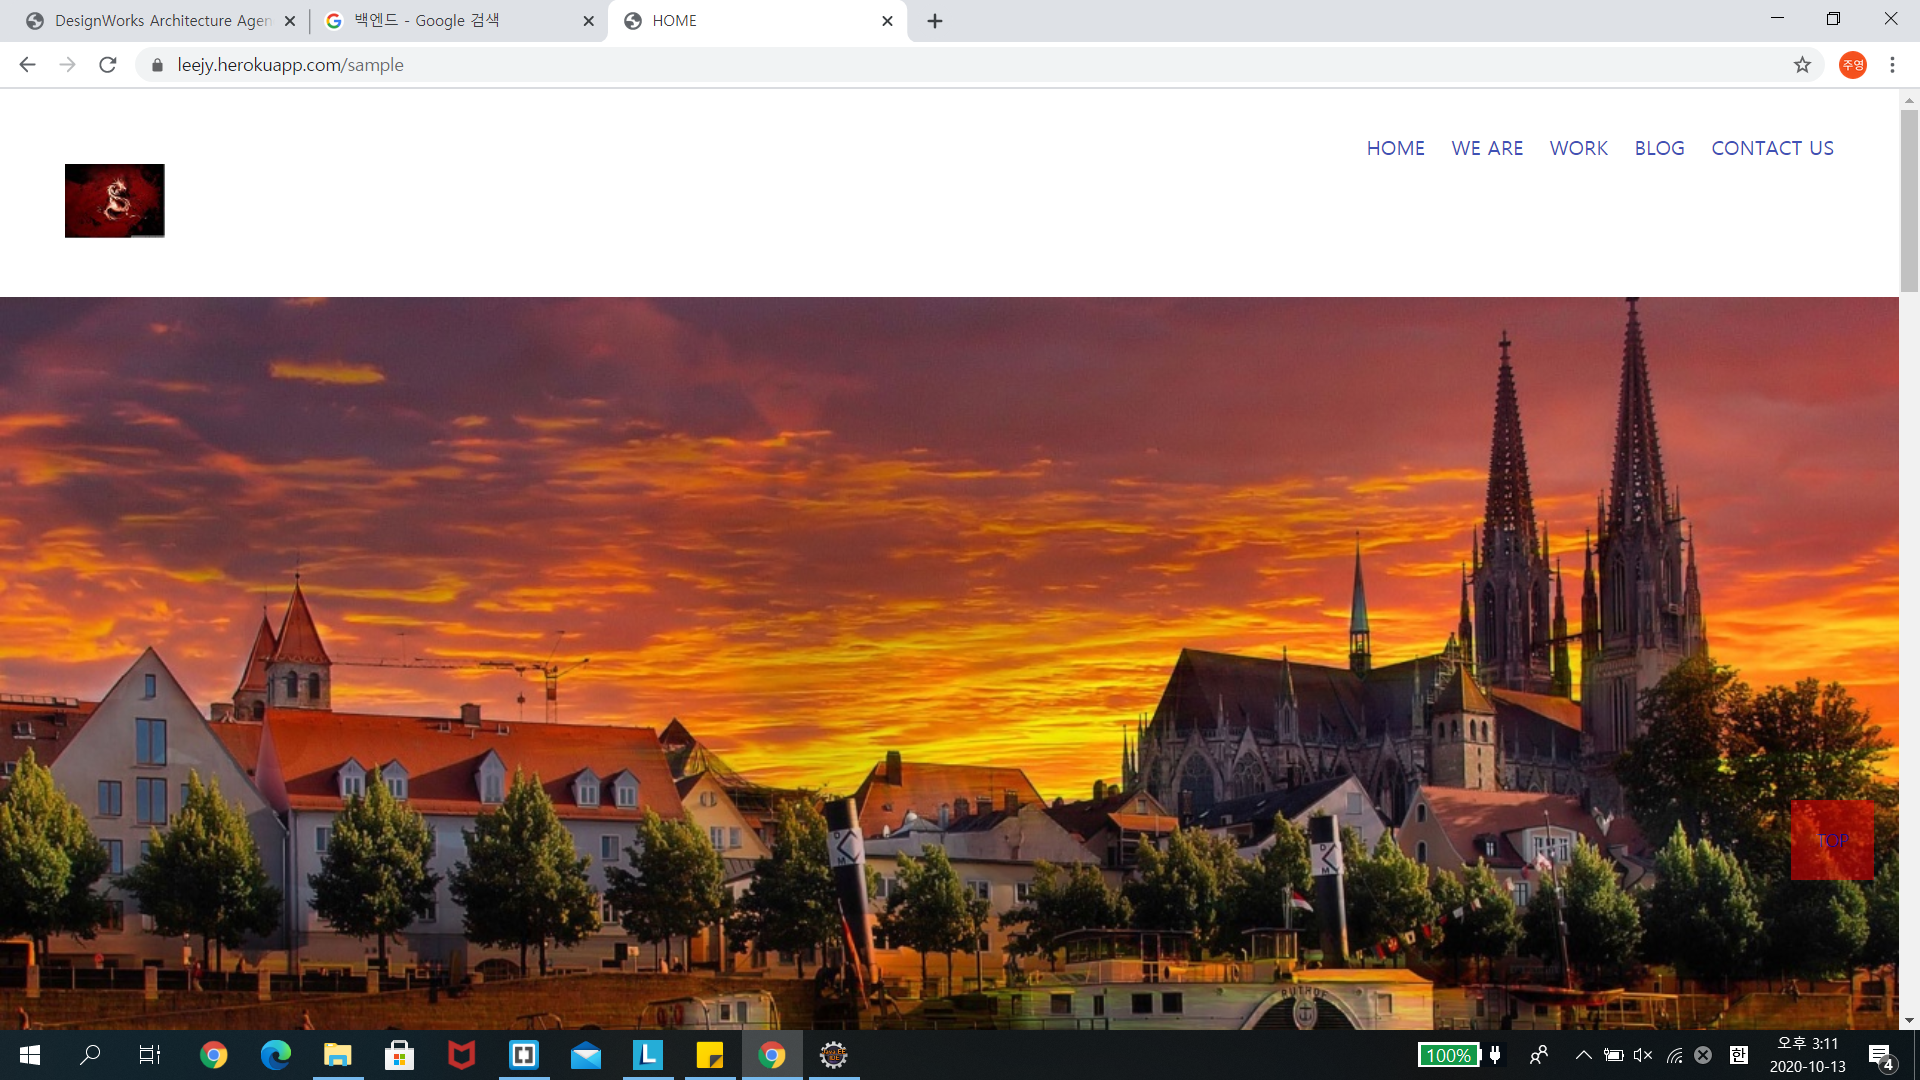 DesignWorks Architecture Agen
백엔드 - Google 검색
HOME
leejy.herokuapp.com/sample
주영
HOME WE ARE WORK BLOG CONTACT US
TOP
D
M
D
M
RUTHOF
L
100%
한
오후 3:11
2020-10-13
4